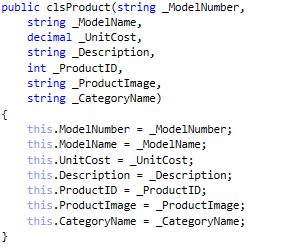 public clsProduct(string _ModelNumber,
    string _ModelName,
    decimal _UnitCost,
    string _Description,
    int _ProductID,
    string _ProductImage,
    string _CategoryName)
{
    this.ModelNumber = _ModelNumber;
    this.ModelName = _ModelName;
    this.UnitCost = _UnitCost;
    this.Description = _Description;
    this.ProductID = _ProductID;
    this.ProductImage = _ProductImage;
    this.CategoryName = _CategoryName;
}